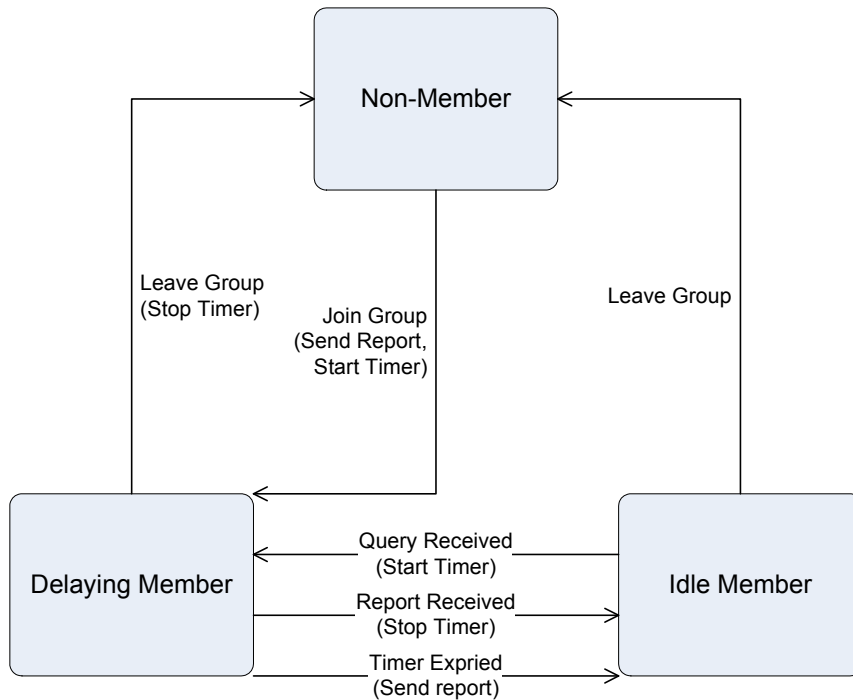 Non-Member
Leave Group
(Stop Timer)
Join Group
(Send Report,
Start Timer)
Leave Group
Delaying Member
Query Received
(Start Timer)
Report Received
(Stop Timer)
Timer Expried
(Send report)
Idle Member